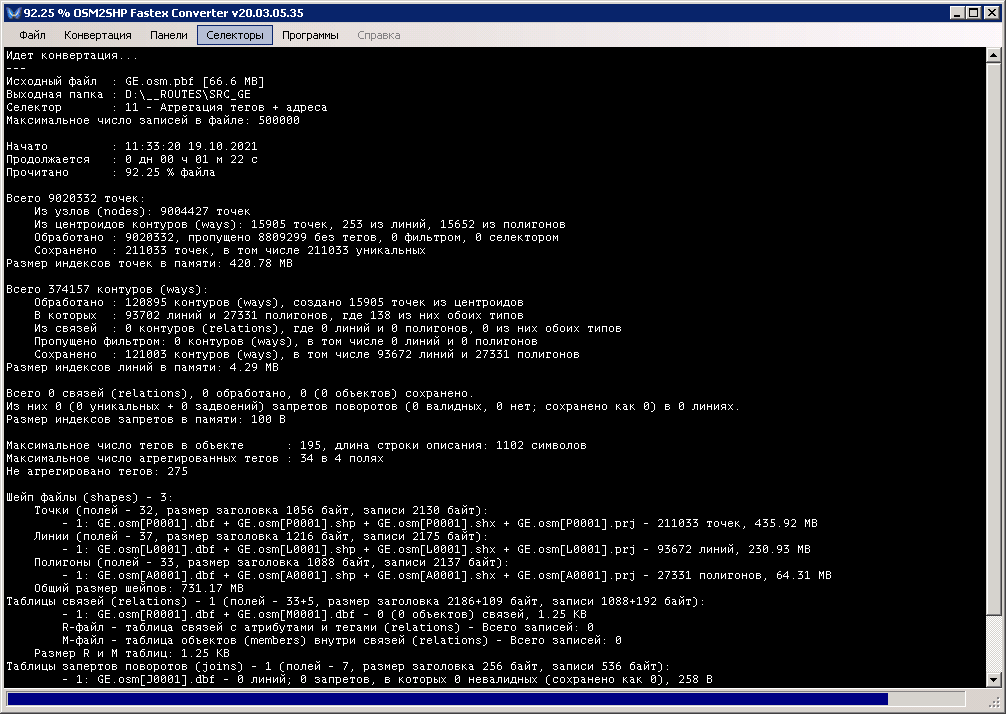 92.25 % OSM2SHP Fastex Converter v20.03.05.35
Файл Конвертация Панели Селекторы Программы Справка
Идет конвертация...
---
Исходный файл : GE.osm.pbf [66.6 MB]
Выходная папка : D:\__ROUTES\SRC_GE
Селектор : 11 - Агрегация тегов + адреса
Максимальное число записей в файле: 500000
Начато : 11:33:20 19.10.2021
Продолжается : 0 дн 00 ч 01 м 22 с
Прочитано : 92.25 % файла
Всего 9020332 точек:
Из узлов (nodes): 9004427 точек
Из центроидов контуров (ways): 15905 точек, 253 из линий, 15652 из полигонов
Обработано : 9020332, пропущено 8809299 без тегов, 0 фильтром, 0 селектором
Сохранено : 211033 точек, в том числе 211033 уникальных
Размер индексов точек в памяти: 420.78 MB
Всего 374157 контуров (ways):
Обработано : 120895 контуров (ways), создано 15905 точек из центроидов
В которых : 93702 линий и 27331 полигонов, где 138 из них обоих типов
Из связей : 0 контуров (relations), где 0 линий и 0 полигонов, 0 из них обоих типов
Пропущено фильтром: 0 контуров (ways), в том числе 0 линий и 0 полигонов
Сохранено : 121003 контуров (ways), в том числе 93672 линий и 27331 полигонов
Размер индексов линий в памяти: 4.29 MB
Всего 0 связей (relations), 0 обработано, 0 (0 объектов) сохранено.
Из них 0 (0 уникальных + 0 задвоений) запретов поворотов (0 валидных, 0 нет; сохранено как 0) в 0 линиях.
Размер индексов запретов в памяти: 100 B
Максимальное число тегов в объекте : 195, длина строки описания: 1102 символов
Максимальное число агрегированных тегов : 34 в 4 полях
Не агрегировано тегов: 275
Шейп файлы (shapes) - 3:
Точки (полей - 32, размер заголовка 1056 байт, записи 2130 байт):
- 1: GE.osm[P0001].dbf + GE.osm[P0001].shp + GE.osm[P0001].shx + GE.osm[P0001].prj - 211033 точек, 435.92 MB
Линии (полей - 37, размер заголовка 1216 байт, записи 2175 байт):
- 1: GE.osm[L0001].dbf + GE.osm[L0001].shp + GE.osm[L0001].shx + GE.osm[L0001].prj - 93672 линий, 230.93 MB
Полигоны (полей - 33, размер заголовка 1088 байт, записи 2137 байт):
- 1: GE.osm[A0001].dbf + GE.osm[A0001].shp + GE.osm[A0001].shx + GE.osm[A0001].prj - 27331 полигонов, 64.31 MB
Общий размер шейпов: 731.17 MB
Таблицы связей (relations) - 1 (полей - 33+5, размер заголовка 2186+109 байт, записи 1088+192 байт):
- 1: GE.osm[R0001].dbf + GE.osm[M0001].dbf - 0 (0 объектов) связей, 1.25 KB
R-файл - таблица связей с атрибутами и тегами (relations) - Всего записей: 0
M-файл - таблица объектов (members) внутри связей (relations) - Всего записей: 0
Размер R и M таблиц: 1.25 KB
Таблицы запертов поворотов (joins) - 1 (полей - 7, размер заголовка 256 байт, записи 536 байт):
- 1: GE.osm[J0001].dbf - 0 линий; 0 запретов, в которых 0 невалидных (сохранено как 0), 258 B